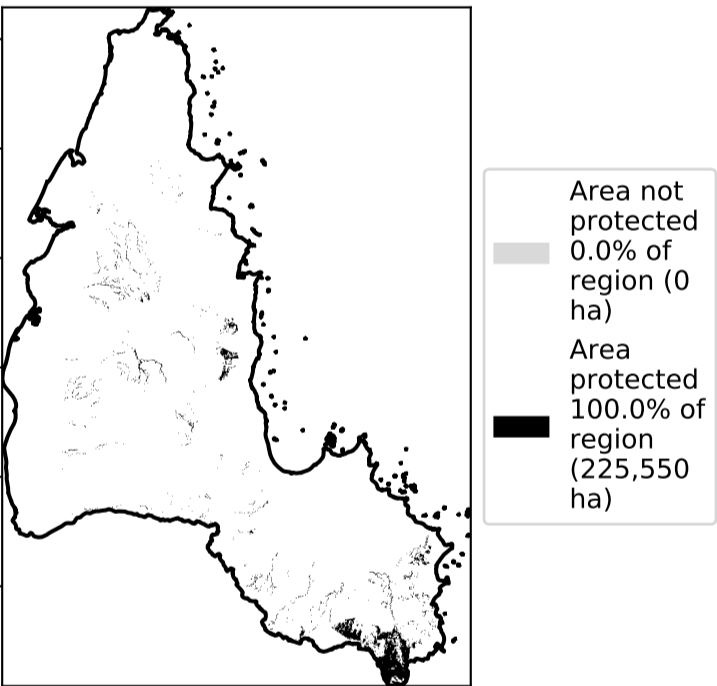 Area not
protected
0.0% of
region (0
ha)
Area
protected
100.0% of
region
(225,550
ha)